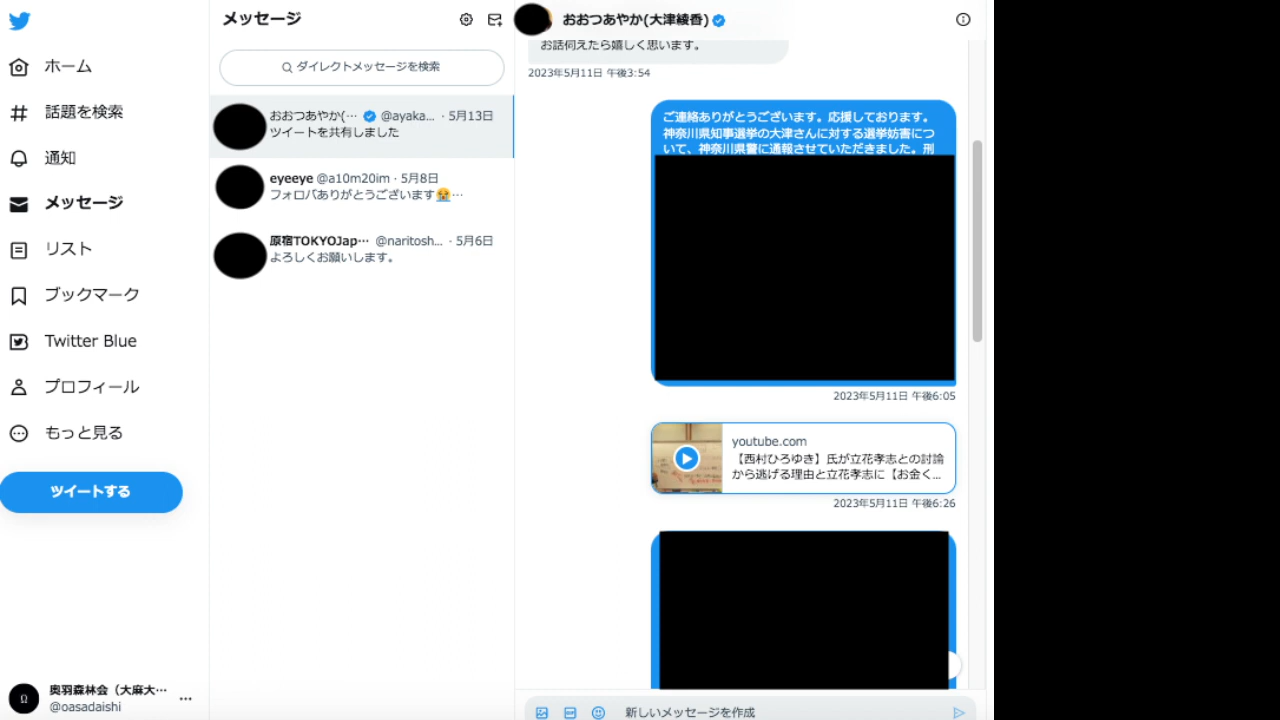 ホーム
話題を検索
通知
メッセージ
リスト
ブックマーク
Twitter Blue
プロフィール
もっと見る
ツイートする
奥羽森林会（大麻大…
@oasadaishi
メッセージ
ダイレクトメッセージを検索
おおつあやか(… @ayaka… · 5月13日
ツイートを共有しました
eyeeye @a10m20im · 5月8日
フォロバありがとうございます😭…
原宿TOKYOJap… @naritosh… · 5月6日
よろしくお願いします。
おおつあやか(大津綾香)
お話伺えたら嬉しく思います。
2023年5月11日 午後3:54
ご連絡ありがとうございます。応援しております。
神奈川県知事選挙の大津さんに対する選挙妨害につ
いて、神奈川県警に通報させていただきました。刑
2023年5月11日 午後6:05
youtube.com
【西村ひろゆき】氏が立花孝志との討論
から逃げる理由と立花孝志に【お金く…
2023年5月11日 午後6:26
新しいメッセージを作成